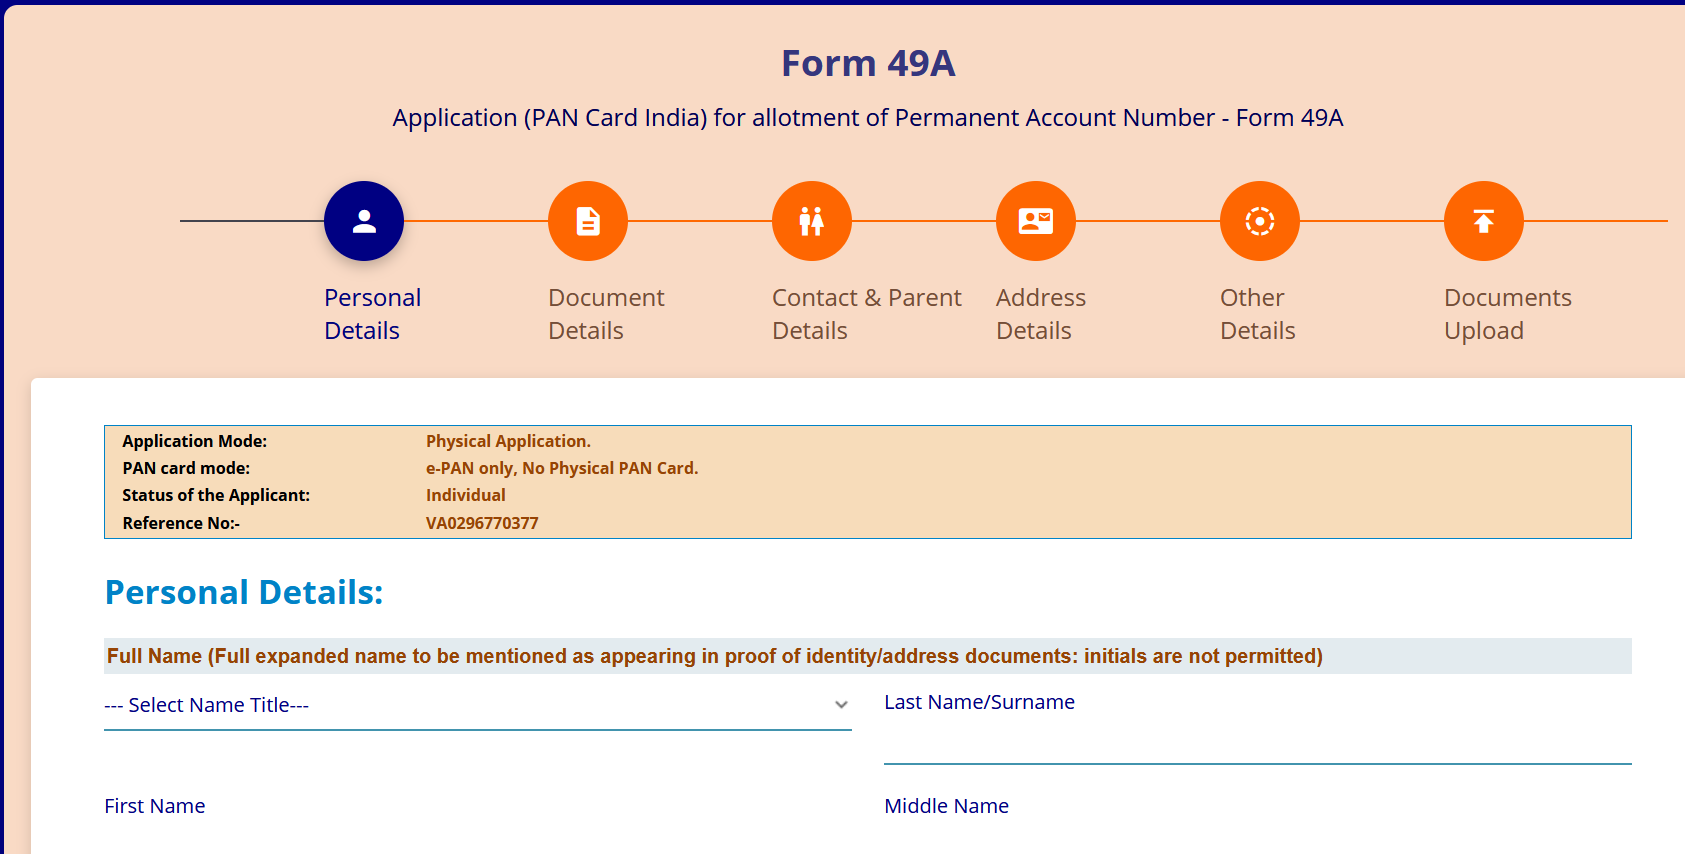 Form 49A
Application (PAN Card India) for allotment of Permanent Account Number - Form 49A
Personal Details
Document Details
Contact & Parent Details
Address Details
Other Details
Documents Upload
Application Mode: Physical Application.
PAN card mode: e-PAN only, No Physical PAN Card.
Status of the Applicant: Individual
Reference No:- VA0296770377
Personal Details:
Full Name (Full expanded name to be mentioned as appearing in proof of identity/address documents: initials are not permitted)
--- Select Name Title---
Last Name/Surname
First Name
Middle Name